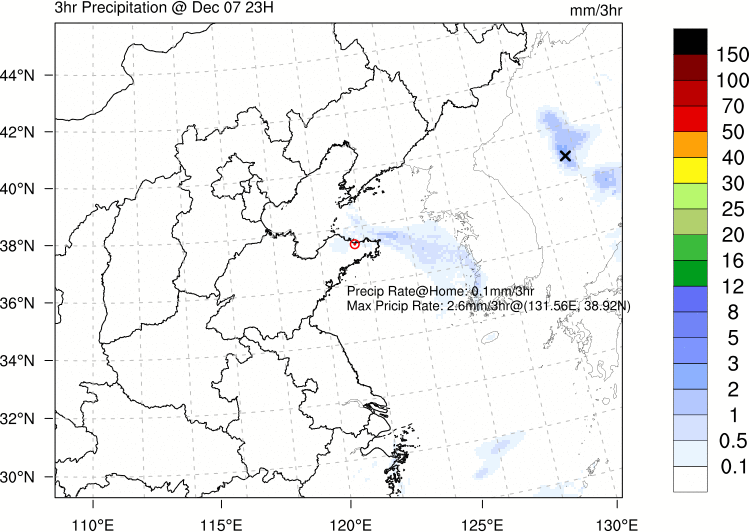 3hr Precipitation @ Dec 07 23H
mm/3hr
44°N
42°N
40°N
38°N
36°N
34°N
32°N
30°N
110°E
115°E
120°E
125°E
130°E
Precip Rate@Home: 0.1mm/3hr
Max Pricip Rate: 2.6mm/3hr@(131.56E, 38.92N)
150
100
70
50
40
30
25
20
16
12
8
5
3
2
1
0.5
0.1